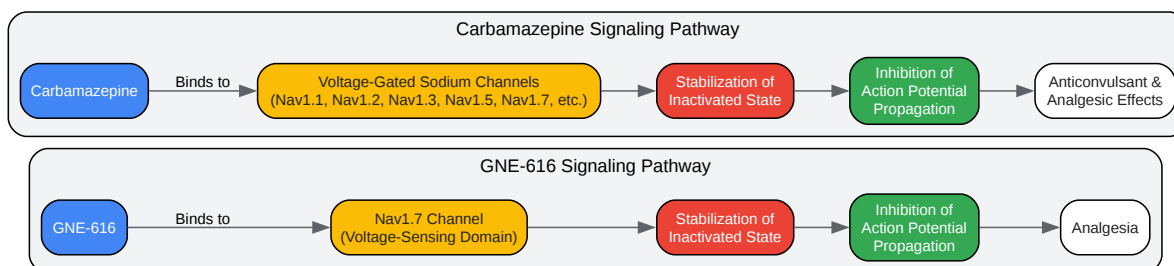 Carbamazepine Signaling Pathway
Carbamazepine
Binds to
Voltage-Gated Sodium Channels
(Nav1.1, Nav1.2, Nav1.3, Nav1.5, Nav1.7, etc.)
Stabilization of
Inactivated State
Inhibition of
Action Potential
Propagation
Anticonvulsant &
Analgesic Effects
GNE-616 Signaling Pathway
GNE-616
Binds to
Nav1.7 Channel
(Voltage-Sensing Domain)
Stabilization of
Inactivated State
Inhibition of
Action Potential
Propagation
Analgesia